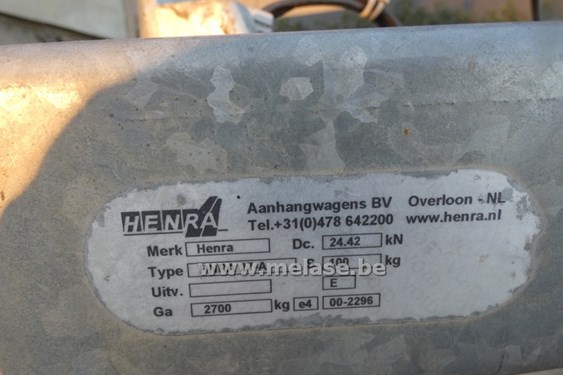 HENRA Aanhangwagens BV Overloon - NL
Tel.+31(0)478 642200 www.henra.nl
Merk Henra Dc. 24.42 kN
Type kg
www.melase.be
Uitv. E
Ga 2700 kg e4 00-2296